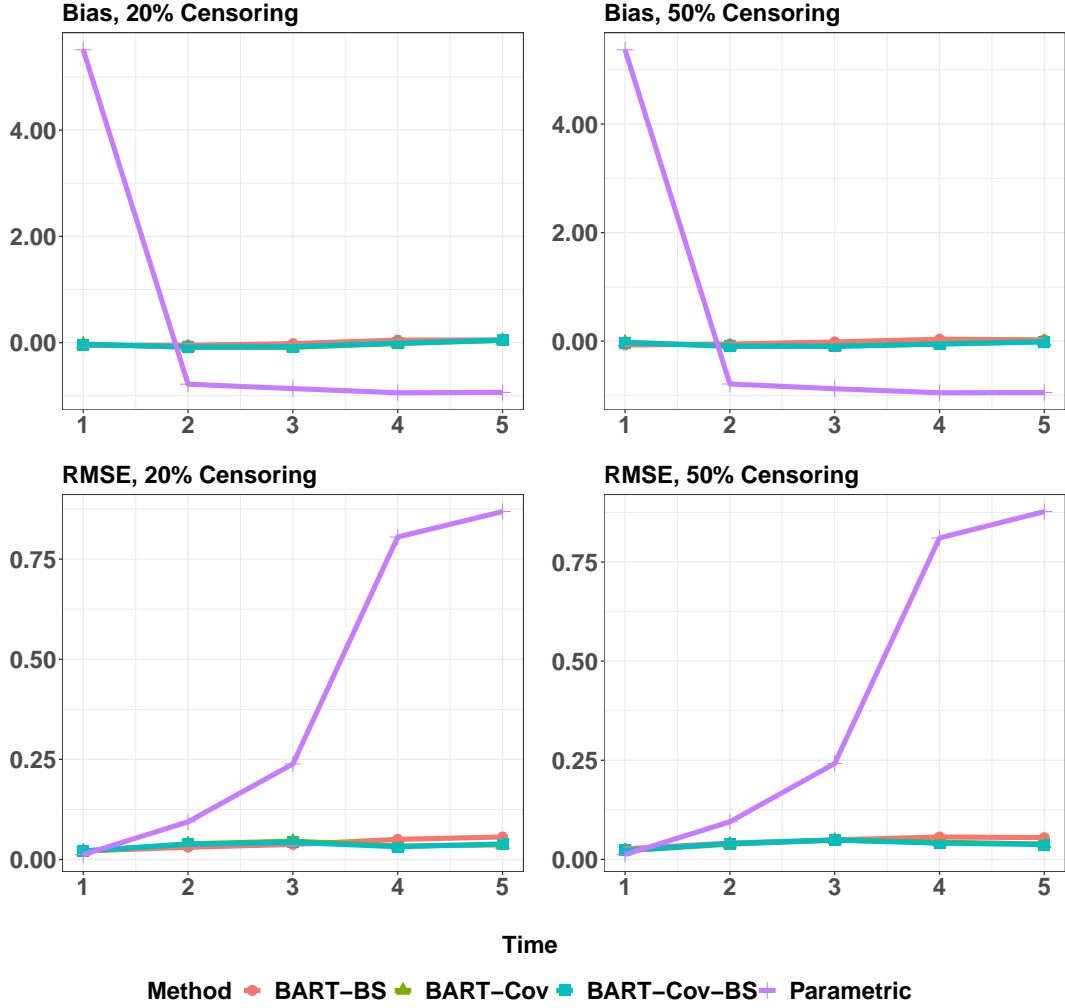 Bias, 20% Censoring
Bias, 50% Censoring
4.00
2.00
0.00
1 2 3 4 5
4.00
2.00
0.00
1 2 3 4 5
RMSE, 20% Censoring
RMSE, 50% Censoring
0.75
0.50
0.25
0.00
1 2 3 4 5
0.75
0.50
0.25
0.00
1 2 3 4 5
Time
Method BART−BS BART−Cov BART−Cov−BS Parametric